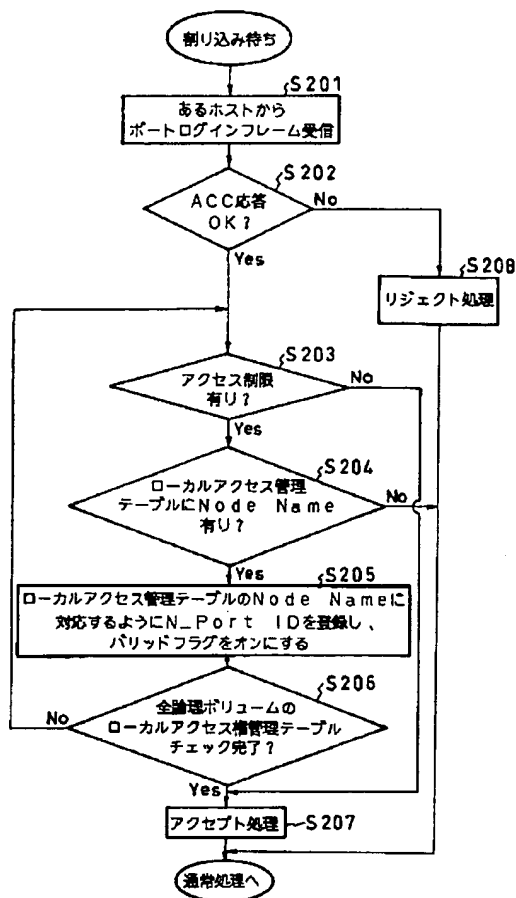 割り込み待ち
S201
あるホストから
ポートログインフレーム受信
S202
ACC応答
OK?
No
Yes
S208
リジェクト処理
S203
アクセス制限
有り?
No
Yes
S204
ローカルアクセス管理
テーブルにNode Name
有り?
No
Yes
S205
ローカルアクセス管理テーブルのNode Nameに
対応するようにN_Port IDを登録し、
バリッドフラグをオンにする
S206
全論理ボリュームの
ローカルアクセス権管理テーブル
チェック完了?
No
Yes
アクセプト処理
S207
通常処理へ